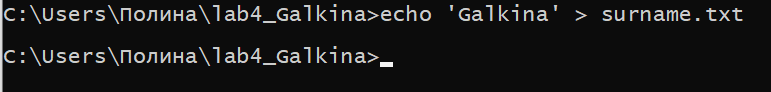 C:\Users\Полина\lab4_Galkina>echo 'Galkina' > surname.txt
C:\Users\Полина\lab4_Galkina>